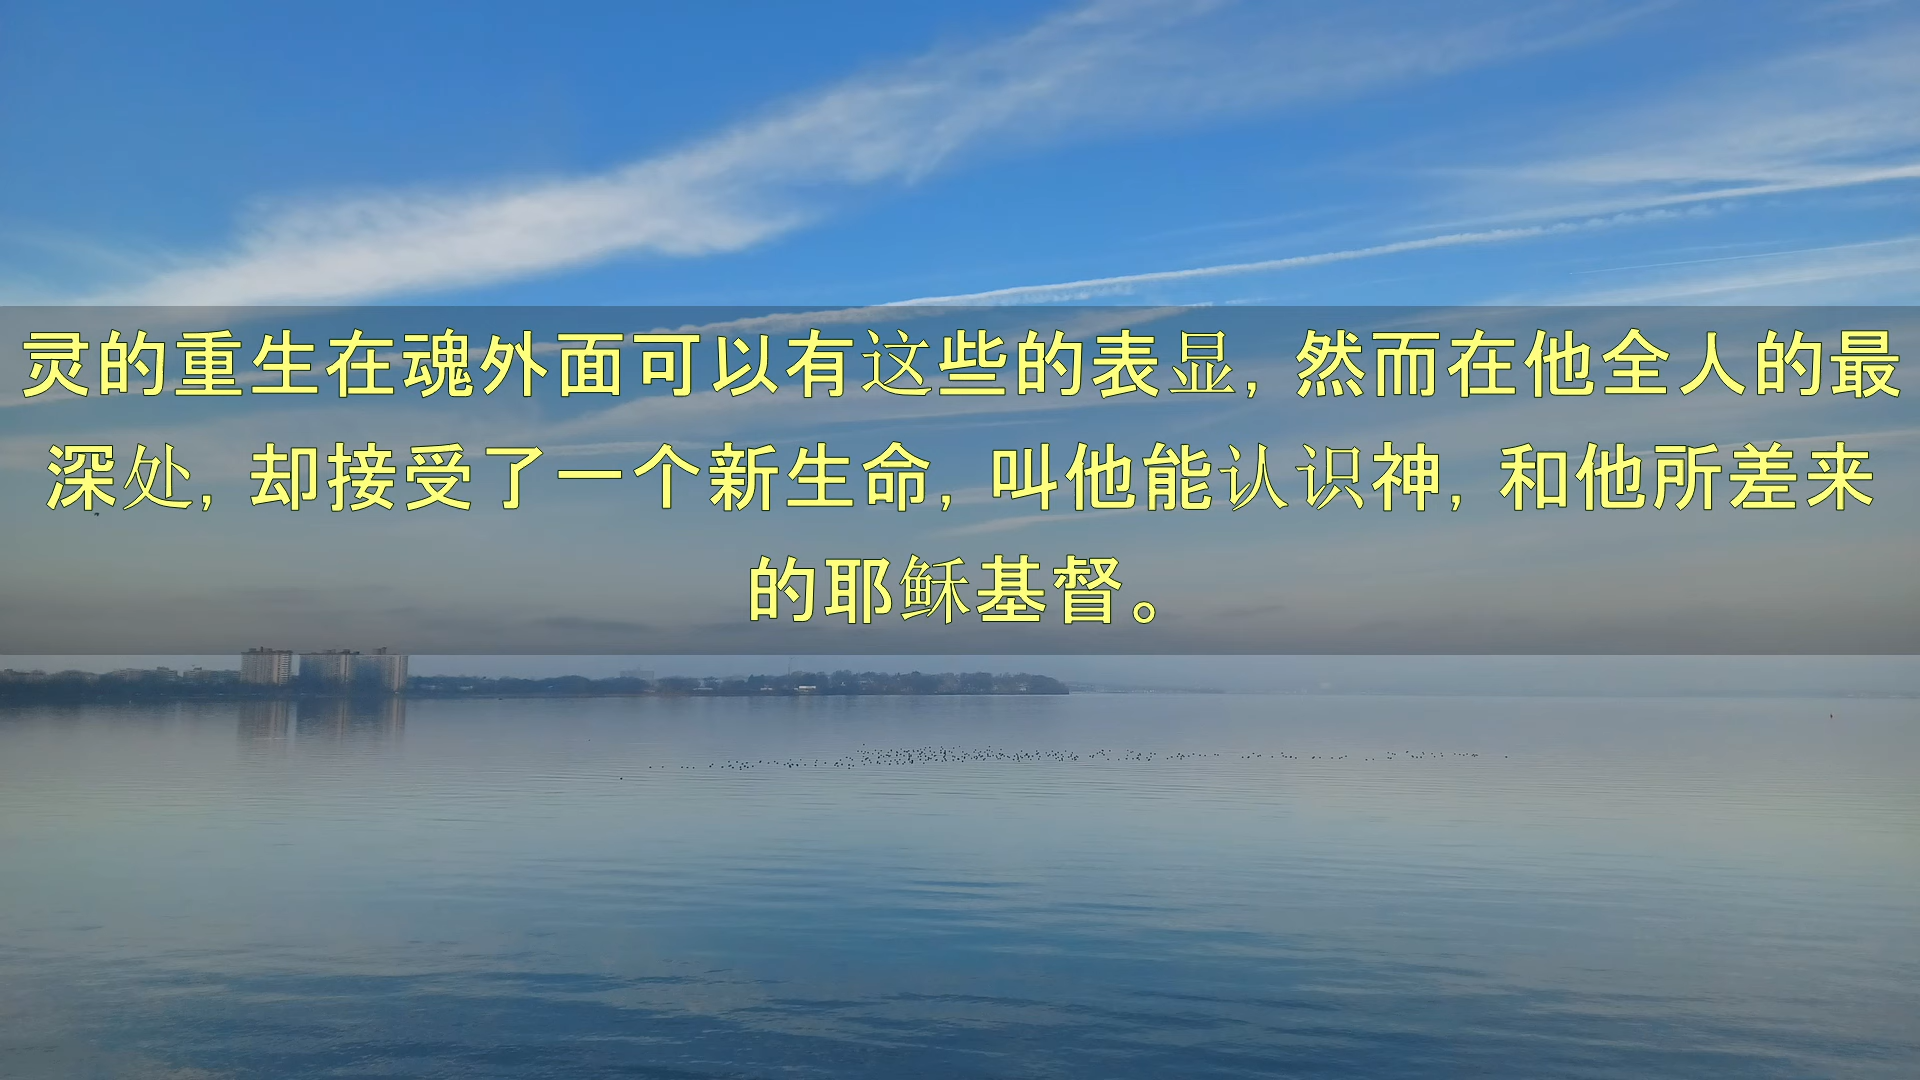 灵的重生在魂外面可以有这些的表显, 然而在他全人的最
深处, 却接受了一个新生命, 叫他能认识神, 和他所差来
的耶稣基督。